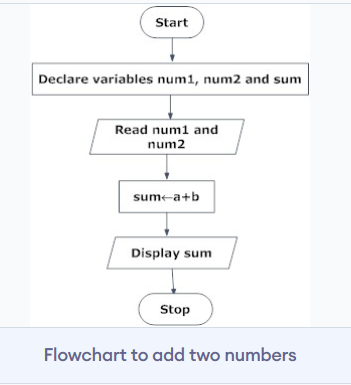 Start
Declare variables num1, num2 and sum
Read num1 and
num2
sum←a+b
Display sum
Stop
Flowchart to add two numbers